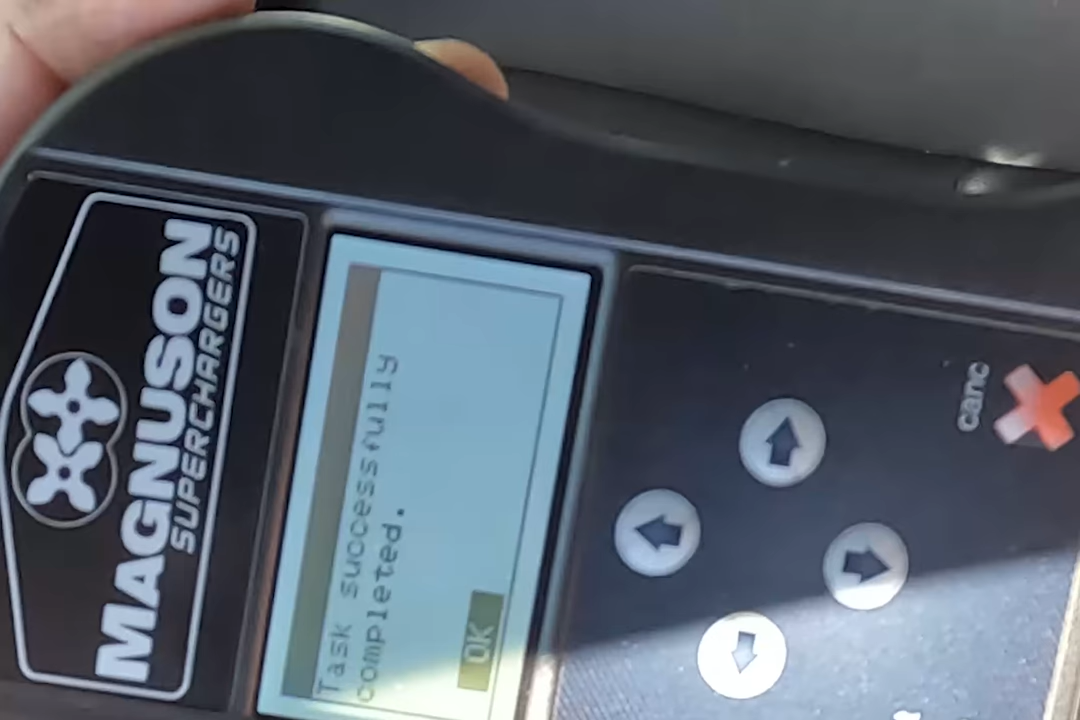 MAGNUSON
SUPERCHARGERS
Task successfully
completed.
OK
canc